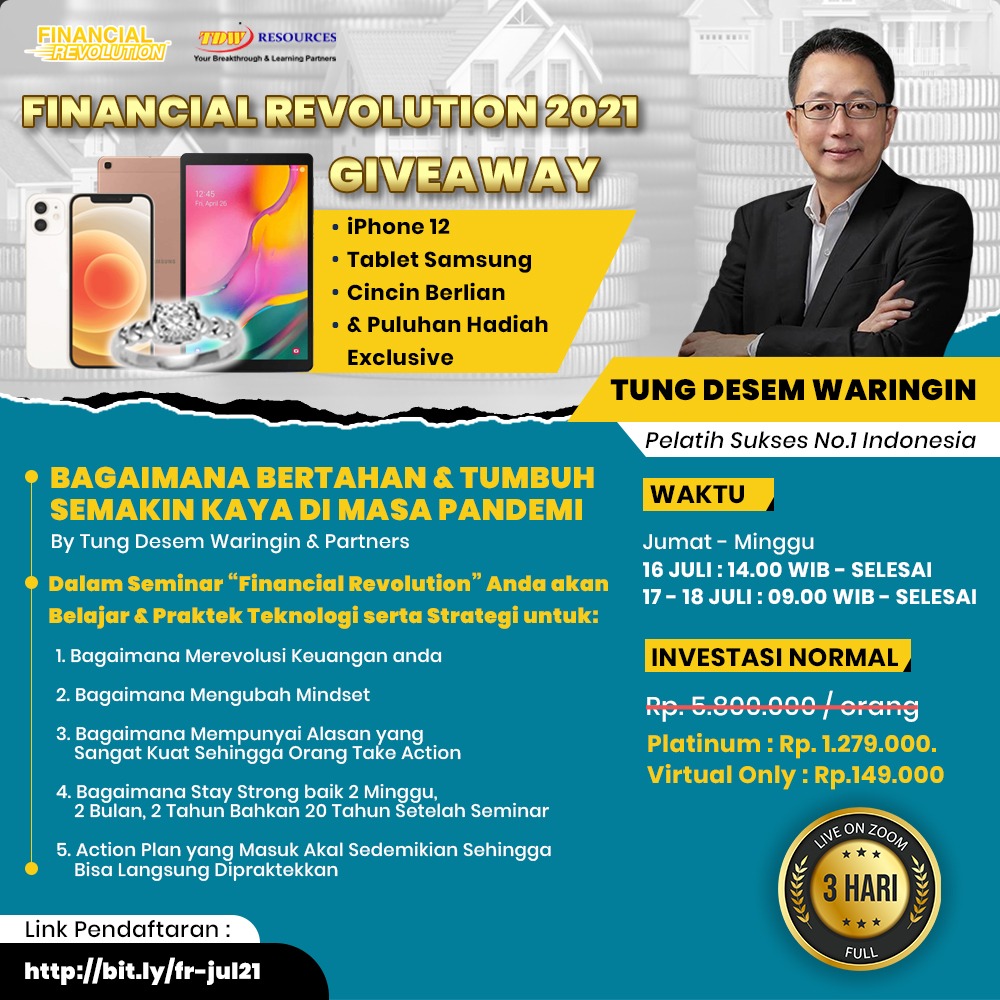 FINANCIAL
REVOLUTION
TDW RESOURCES
Your Breakthrough & Learning Partners
FINANCIAL REVOLUTION 2021
GIVEAWAY
• iPhone 12
• Tablet Samsung
• Cincin Berlian
• & Puluhan Hadiah
Exclusive
12:45
Fri, April 26
SAMSUNG
TUNG DESEM WARINGIN
Pelatih Sukses No.1 Indonesia
BAGAIMANA BERTAHAN & TUMBUH
SEMAKIN KAYA DI MASA PANDEMI
By Tung Desem Waringin & Partners
Dalam Seminar “Financial Revolution” Anda akan
Belajar & Praktek Teknologi serta Strategi untuk:
1. Bagaimana Merevolusi Keuangan anda
2. Bagaimana Mengubah Mindset
3. Bagaimana Mempunyai Alasan yang
Sangat Kuat Sehingga Orang Take Action
4. Bagaimana Stay Strong baik 2 Minggu,
2 Bulan, 2 Tahun Bahkan 20 Tahun Setelah Seminar
5. Action Plan yang Masuk Akal Sedemikian Sehingga
Bisa Langsung Dipraktekkan
WAKTU
Jumat - Minggu
16 JULI : 14.00 WIB - SELESAI
17 - 18 JULI : 09.00 WIB - SELESAI
INVESTASI NORMAL
Rp. 5.800.000 / orang
Platinum : Rp. 1.279.000.
Virtual Only : Rp.149.000
LIVE ON ZOOM
3 HARI
FULL
Link Pendaftaran :
http://bit.ly/fr-jul21